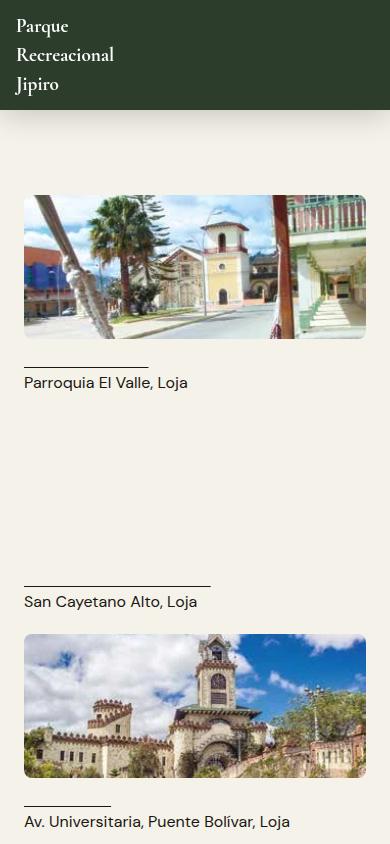 Parque
Recreacional
Jipiro
Parroquia El Valle, Loja
San Cayetano Alto, Loja
Av. Universitaria, Puente Bolívar, Loja